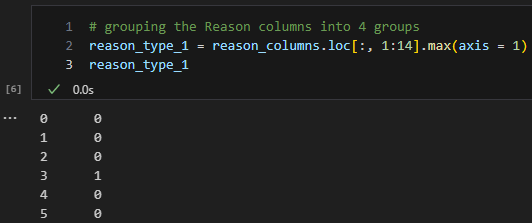 1 # grouping the Reason columns into 4 groups
2 reason_type_1 = reason_columns.loc[:, 1:14].max(axis = 1)
3 reason_type_1
[6] ✓ 0.0s
... 0 0
1 0
2 0
3 1
4 0
5 0